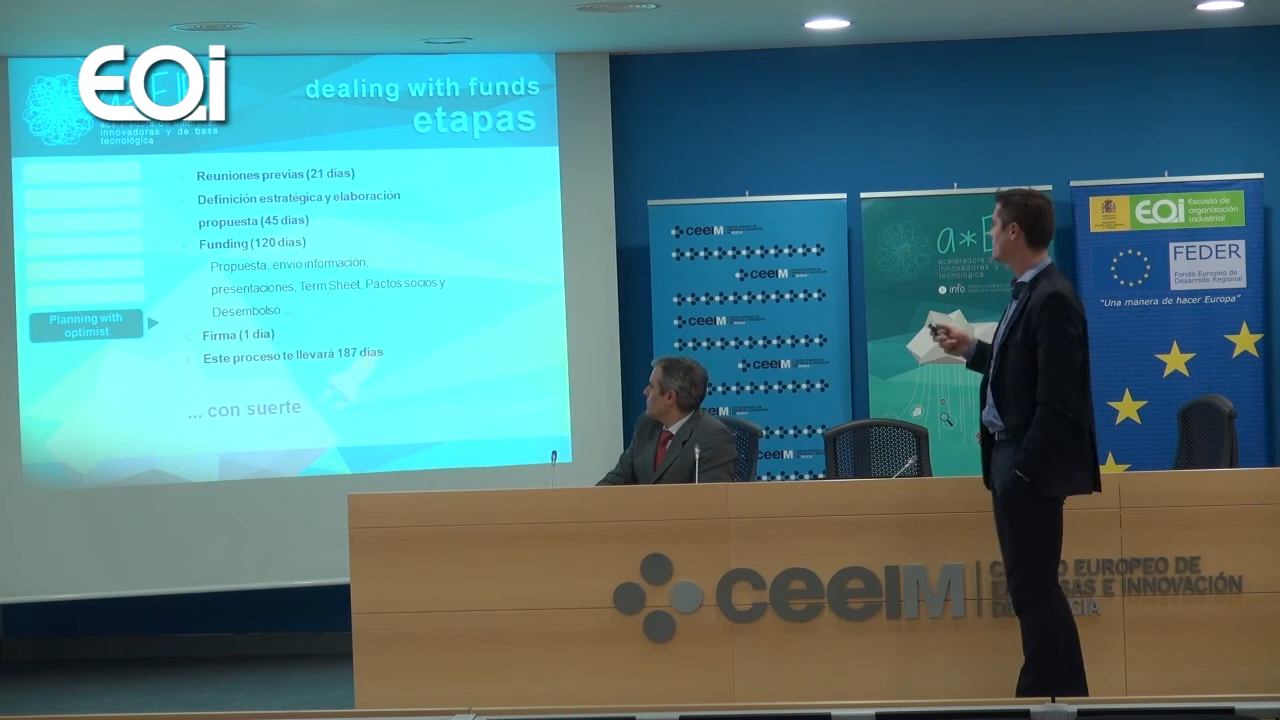 EOi
dealing with funds
etapas
innovadoras y de base
tecnológica
Reuniones previas (21 dias)
Definición estratégica y elaboración
propuesta (45 dias)
Funding (120 dias)
Propuesta, envio información,
presentaciones, Term Sheet, Pactos socios y
Desembolso ...
Firma (1 dia)
Este proceso te llevará 187 dias
... con suerte
Planning with
optimist
ceeiM
ceeiM
ceeiM
ceeiM
ceeiM
a*E
aceleradora de
innovadoras y de
tecnológica
info
EOi
Escuela de
organización
industrial
FEDER
Fondo Europeo de
Desarrollo Regional
"Una manera de hacer Europa"
ceeiM
EUROPEO DE
E INNOVACIÓN